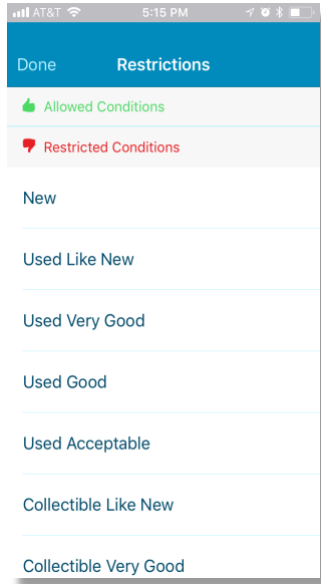 AT&T 5:15 PM
Done Restrictions
Allowed Conditions
Restricted Conditions
New
Used Like New
Used Very Good
Used Good
Used Acceptable
Collectible Like New
Collectible Very Good